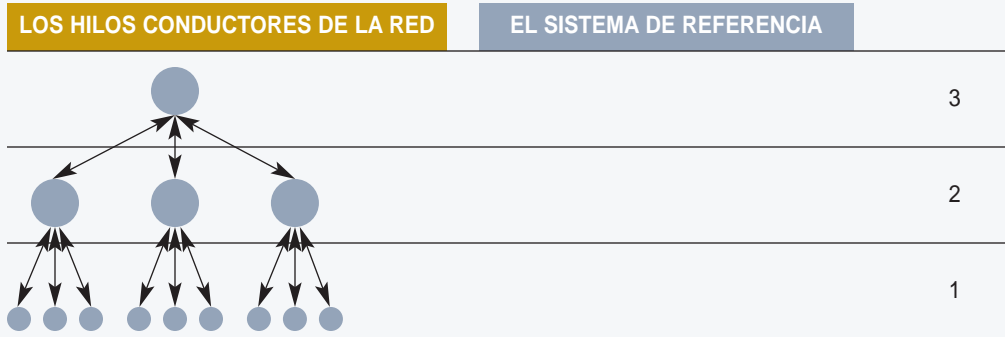 LOS HILOS CONDUCTORES DE LA RED
EL SISTEMA DE REFERENCIA
3
2
1